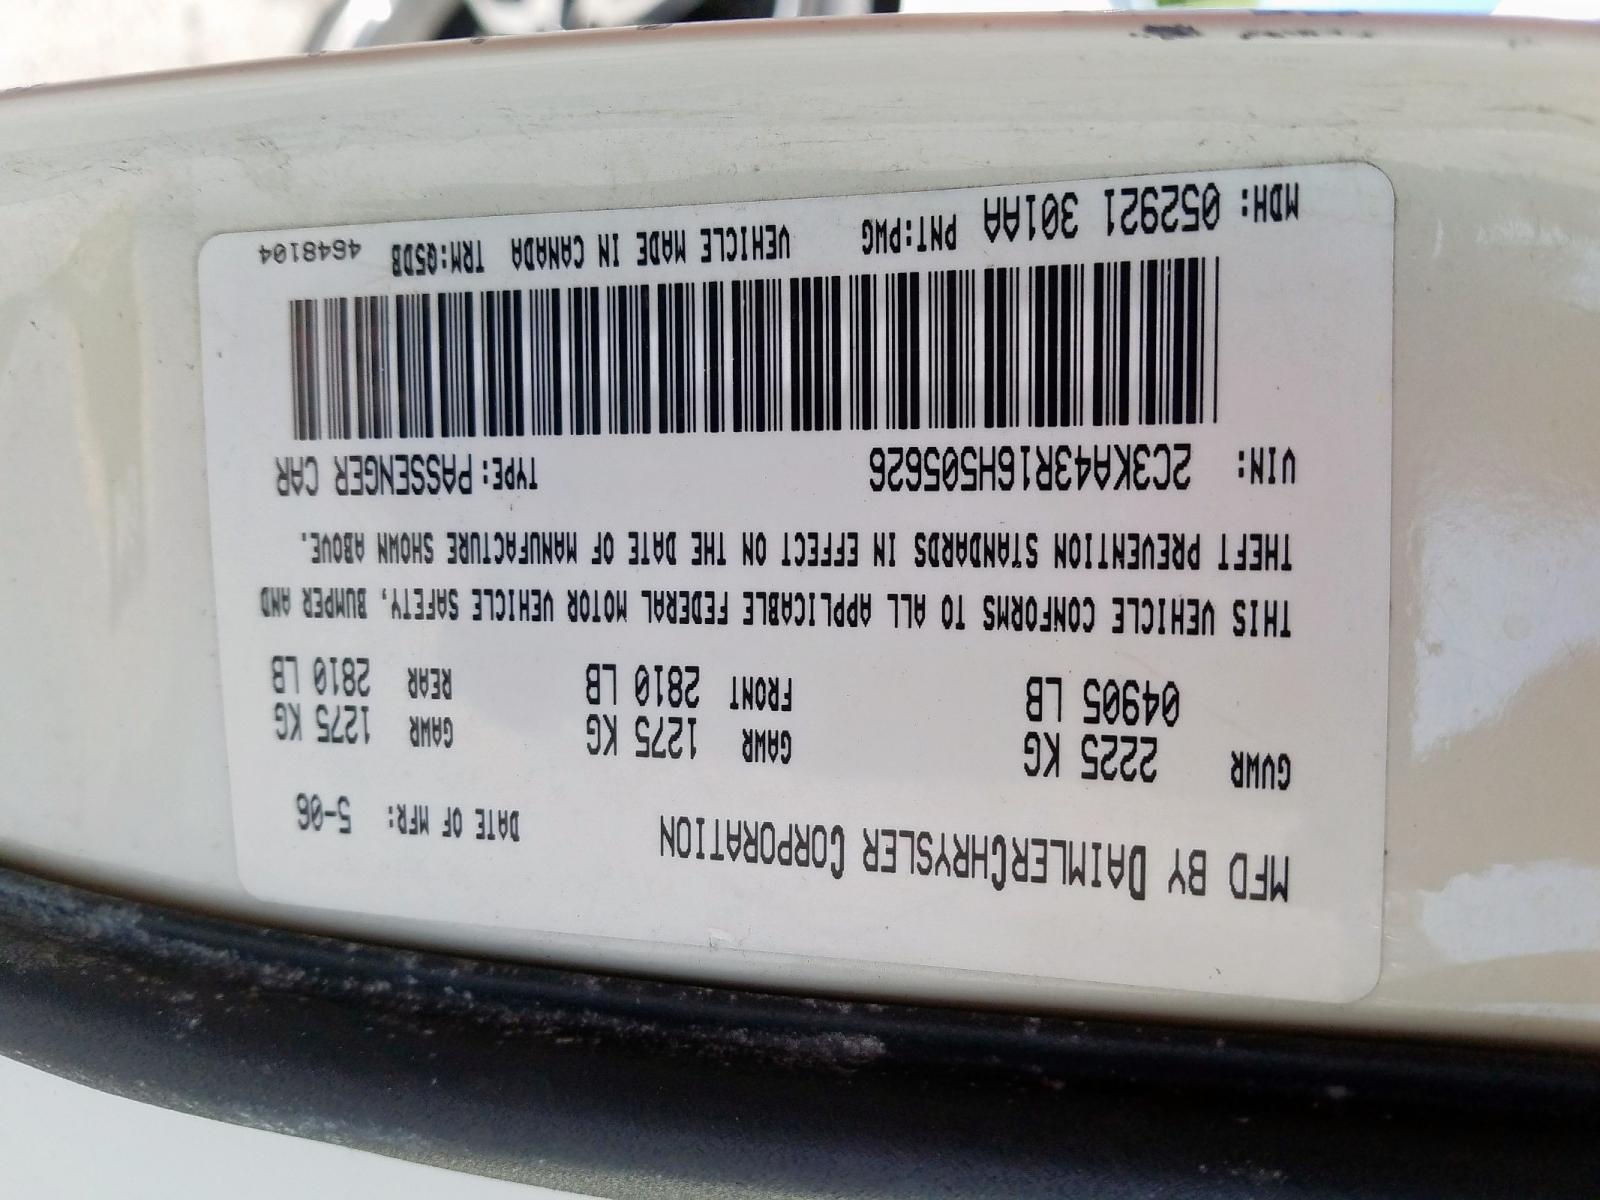 MFD BY DAIMLERCHRYSLER CORPORATION DATE OF MFR: 5-06
GVWR 2225 KG GAWR 1275 KG GAWR 1275 KG
04905 LB FRONT 2810 LB REAR 2810 LB
THIS VEHICLE CONFORMS TO ALL APPLICABLE FEDERAL MOTOR VEHICLE SAFETY, BUMPER AND
THEFT PREVENTION STANDARDS IN EFFECT ON THE DATE OF MANUFACTURE SHOWN ABOVE.
VIN: 2C3KA43R16H505626 TYPE: PASSENGER CAR
MDH: 052921 301AA PNT:PWG VEHICLE MADE IN CANADA TRM:Q5DB 4648104